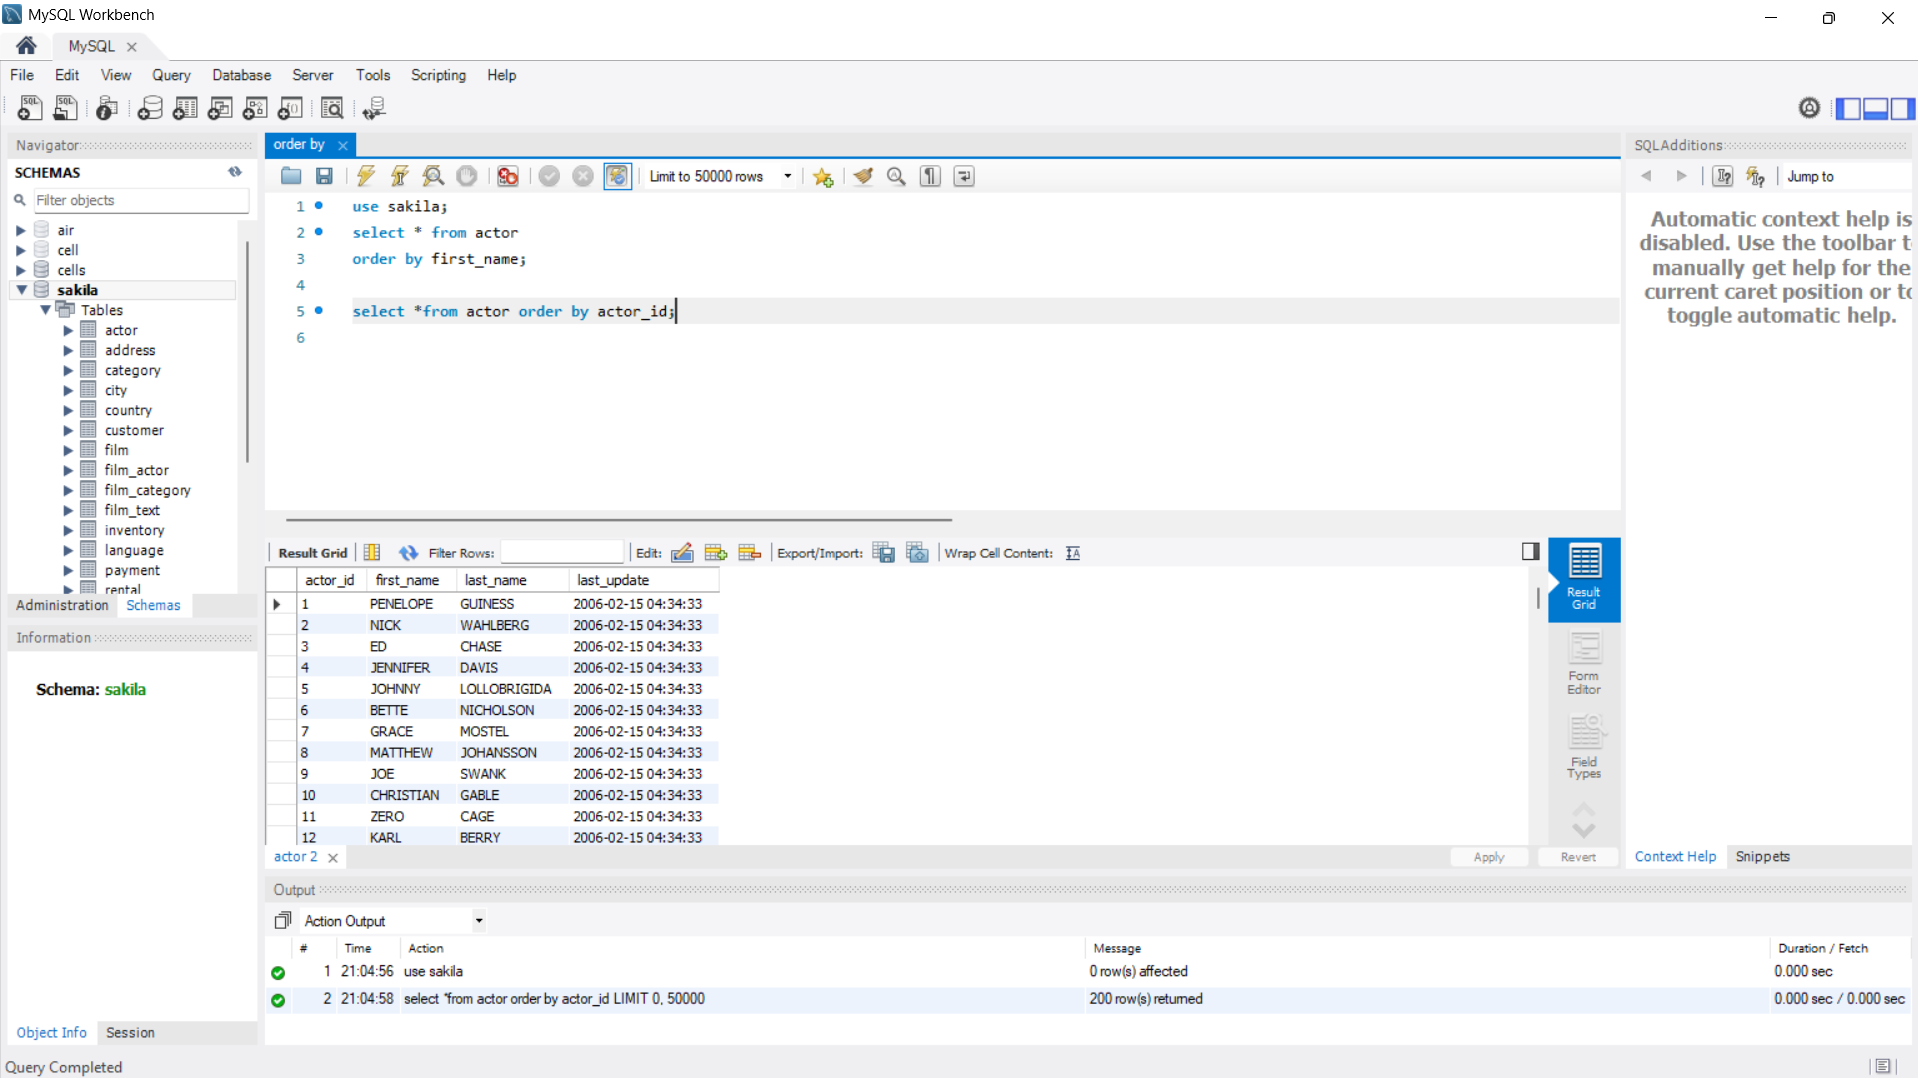 MySQL Workbench
MySQL
File Edit View Query Database Server Tools Scripting Help
Navigator
SCHEMAS
Filter objects
air
cell
cells
sakila
Tables
actor
address
category
city
country
customer
film
film_actor
film_category
film_text
inventory
language
payment
rental
Administration Schemas
Information
Schema: sakila
Object Info Session
order by
Limit to 50000 rows
1 use sakila;
2 select * from actor
3 order by first_name;
4
5 select *from actor order by actor_id;
6
Result Grid Filter Rows: Edit: Export/Import: Wrap Cell Content:
actor_id first_name last_name last_update
1 PENELOPE GUINESS 2006-02-15 04:34:33
2 NICK WAHLBERG 2006-02-15 04:34:33
3 ED CHASE 2006-02-15 04:34:33
4 JENNIFER DAVIS 2006-02-15 04:34:33
5 JOHNNY LOLLOBRIGIDA 2006-02-15 04:34:33
6 BETTE NICHOLSON 2006-02-15 04:34:33
7 GRACE MOSTEL 2006-02-15 04:34:33
8 MATTHEW JOHANSSON 2006-02-15 04:34:33
9 JOE SWANK 2006-02-15 04:34:33
10 CHRISTIAN GABLE 2006-02-15 04:34:33
11 ZERO CAGE 2006-02-15 04:34:33
12 KARL BERRY 2006-02-15 04:34:33
Result
Grid
Form
Editor
Field
Types
actor 2
Apply Revert
SQLAdditions
Jump to
Automatic context help is
disabled. Use the toolbar t
manually get help for the
current caret position or to
toggle automatic help.
Context Help Snippets
Output
Action Output
# Time Action Message Duration / Fetch
1 21:04:56 use sakila 0 row(s) affected 0.000 sec
2 21:04:58 select *from actor order by actor_id LIMIT 0, 50000 200 row(s) returned 0.000 sec / 0.000 sec
Query Completed